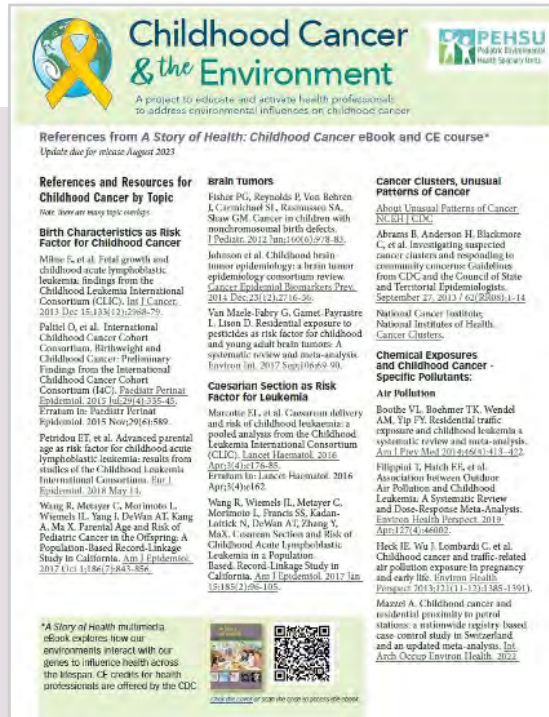 Childhood Cancer
& the Environment
A project to educate and activate health professionals
to address environmental influences on childhood cancer
PEHSU
Pediatric Environmental
Health Specialty Units
References from A Story of Health: Childhood Cancer eBook and CE course*
Update due for release August 2023
References and Resources for
Childhood Cancer by Topic
Note: there are many topic overlaps
Birth Characteristics as Risk
Factor for Childhood Cancer
Milne E, et al. Fetal growth and
childhood acute lymphoblastic
leukemia: findings from the
Childhood Leukemia International
Consortium (CLIC). Int J Cancer.
2013 Dec 15;133(12):2968-79.
Paltiel O, et al. International
Childhood Cancer Cohort
Consortium. Birthweight and
Childhood Cancer: Preliminary
Findings from the International
Childhood Cancer Cohort
Consortium (I4C). Paediatr Perinat
Epidemiol. 2015 Jul;29(4):335-45.
Erratum in: Paediatr Perinat
Epidemiol. 2015 Nov;29(6):589.
Petridou ET, et al. Advanced parental
age as risk factor for childhood acute
lymphoblastic leukemia: results from
studies of the Childhood Leukemia
International Consortium. Eur J
Epidemiol. 2018 May 14.
Wang R, Metayer C, Morimoto L,
Wiemels JL, Yang J, DeWan AT, Kang
A, Ma X. Parental Age and Risk of
Pediatric Cancer in the Offspring: A
Population-Based Record-Linkage
Study in California. Am J Epidemiol.
2017 Oct 1;186(7):843-856.
Brain Tumors
Fisher PG, Reynolds P, Von Behren
J, Carmichael SL, Rasmussen SA,
Shaw GM. Cancer in children with
nonchromosomal birth defects.
J Pediatr. 2012 Jun;160(6):978-83.
Johnson et al. Childhood brain
tumor epidemiology: a brain tumor
epidemiology consortium review.
Cancer Epidemiol Biomarkers Prev.
2014 Dec;23(12):2716-36.
Van Maele-Fabry G, Gamet-Payrastre
L, Lison D. Residential exposure to
pesticides as risk factor for childhood
and young adult brain tumors: A
systematic review and meta-analysis.
Environ Int. 2017 Sep;106:69-90.
Caesarian Section as Risk
Factor for Leukemia
Marcotte EL, et al. Caesarean delivery
and risk of childhood leukaemia: a
pooled analysis from the Childhood
Leukemia International Consortium
(CLIC). Lancet Haematol. 2016
Apr;3(4):e176-85.
Erratum in: Lancet Haematol. 2016
Apr;3(4):e162.
Wang R, Wiemels JL, Metayer C,
Morimoto L, Francis SS, Kadan-
Lottick N, DeWan AT, Zhang Y,
MaX. Cesarean Section and Risk of
Childhood Acute Lymphoblastic
Leukemia in a Population-
Based, Record-Linkage Study in
California. Am J Epidemiol. 2017 Jan
15;185(2):96-105.
Cancer Clusters, Unusual
Patterns of Cancer
About Unusual Patterns of Cancer
NCEH | CDC
Abrams B, Anderson H, Blackmore
C, et al. Investigating suspected
cancer clusters and responding to
community concerns: Guidelines
from CDC and the Council of State
and Territorial Epidemiologists.
September 27, 2013 / 62(RR08);1-14
National Cancer Institute;
National Institutes of Health.
Cancer Clusters.
Chemical Exposures
and Childhood Cancer -
Specific Pollutants:
Air Pollution
Boothe VL, Boehmer TK, Wendel
AM, Yip FY. Residential traffic
exposure and childhood leukemia a
systematic review and meta-analysis.
Am J Prev Med 2014;46(4):413–422.
Filippini T, Hatch EE, et al.
Association between Outdoor
Air Pollution and Childhood
Leukemia: A Systematic Review
and Dose-Response Meta-Analysis.
Environ Health Perspect. 2019
Apr;127(4):46002.
Heck JE, Wu J, Lombardi C, et al.
Childhood cancer and traffic-related
air pollution exposure in pregnancy
and early life. Environ Health
Perspect 2013;121(11-12):1385-1391).
Mazzei A. Childhood cancer and
residential proximity to petrol
stations: a nationwide registry-based
case-control study in Switzerland
and an updated meta-analysis. Int
Arch Occup Environ Health. 2022
*A Story of Health multimedia
eBook explores how our
environments interact with our
genes to influence health across
the lifespan. CE credits for health
professionals are offered by the CDC
Click the cover or scan the code to access the eBook